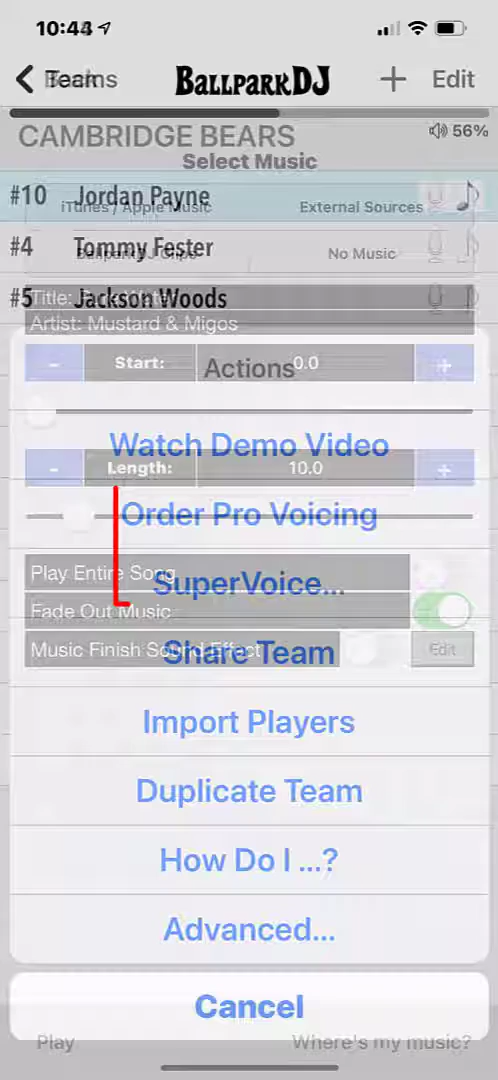 10:44
Teams
BALLPARKDJ
+ Edit
CAMBRIDGE BEARS
56%
Select Music
#10 Jordan Payne
iTunes / Apple Music External Sources
#4 Tommy Fester
BallparkDJ Clips No Music
#5 Jackson Woods
Title:
Artist: Mustard & Migos
- Start: 0.0 +
Actions
Watch Demo Video
- Length: 10.0 +
Order Pro Voicing
Play Entire Song
SuperVoice...
Fade Out Music
Music Finish Sound Effect Edit
Share Team
Import Players
Duplicate Team
How Do I ...?
Advanced...
Cancel
Play Where's my music?